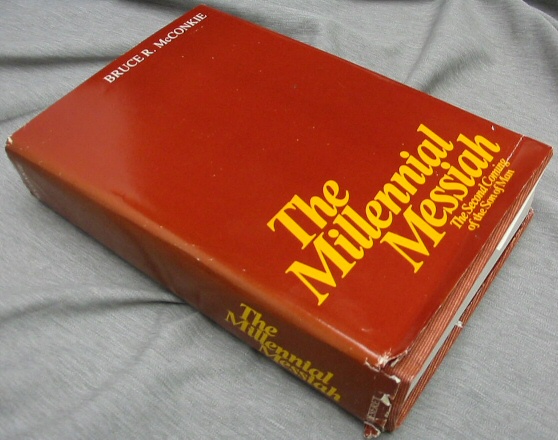 BRUCE R. McCONKIE
The
Millennial
Messiah
The Second Coming
of the Son of Man
The
Millennial
Messiah